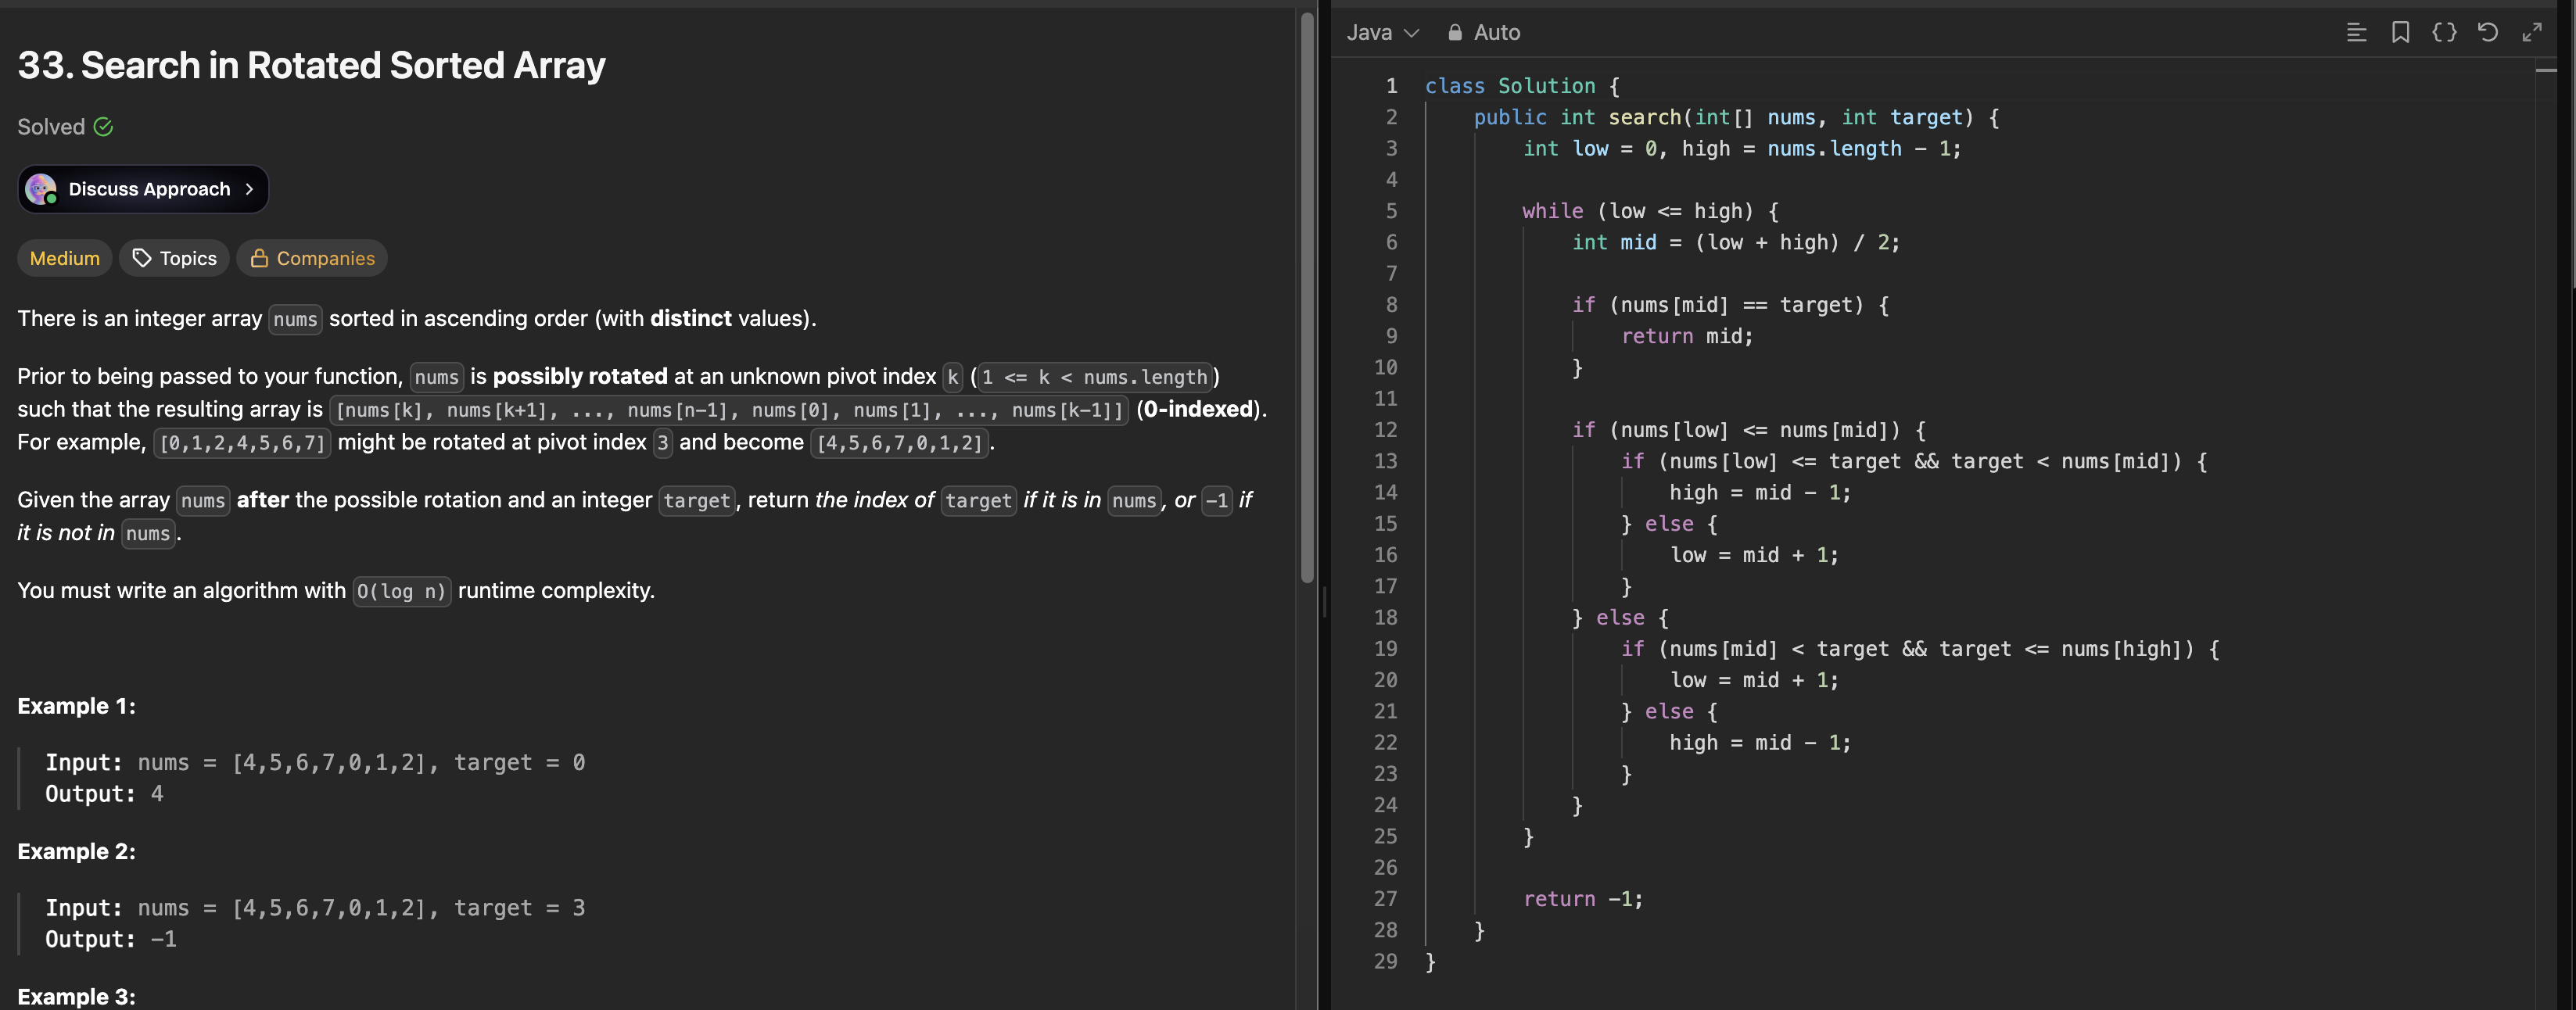 33. Search in Rotated Sorted Array
Solved
Discuss Approach
Medium Topics Companies
There is an integer array nums sorted in ascending order (with distinct values).
Prior to being passed to your function, nums is possibly rotated at an unknown pivot index k (1 <= k < nums.length)
such that the resulting array is [nums[k], nums[k+1], ..., nums[n-1], nums[0], nums[1], ..., nums[k-1]] (0-indexed).
For example, [0,1,2,4,5,6,7] might be rotated at pivot index 3 and become [4,5,6,7,0,1,2].
Given the array nums after the possible rotation and an integer target, return the index of target if it is in nums, or -1 if
it is not in nums.
You must write an algorithm with O(log n) runtime complexity.
Example 1:
Input: nums = [4,5,6,7,0,1,2], target = 0
Output: 4
Example 2:
Input: nums = [4,5,6,7,0,1,2], target = 3
Output: -1
Example 3:
Java Auto
1 class Solution {
2 public int search(int[] nums, int target) {
3 int low = 0, high = nums.length - 1;
4
5 while (low <= high) {
6 int mid = (low + high) / 2;
7
8 if (nums[mid] == target) {
9 return mid;
10 }
11
12 if (nums[low] <= nums[mid]) {
13 if (nums[low] <= target && target < nums[mid]) {
14 high = mid - 1;
15 } else {
16 low = mid + 1;
17 }
18 } else {
19 if (nums[mid] < target && target <= nums[high]) {
20 low = mid + 1;
21 } else {
22 high = mid - 1;
23 }
24 }
25 }
26
27 return -1;
28 }
29 }